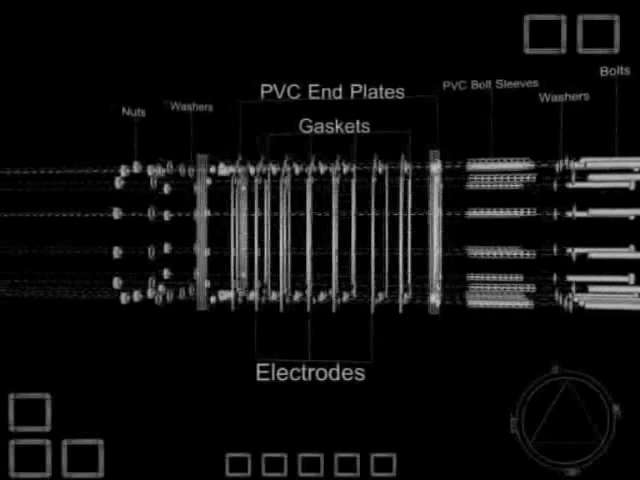 Bolts
PVC Bolt Sleeves
Washers
PVC End Plates
Washers
Nuts
Gaskets
Electrodes